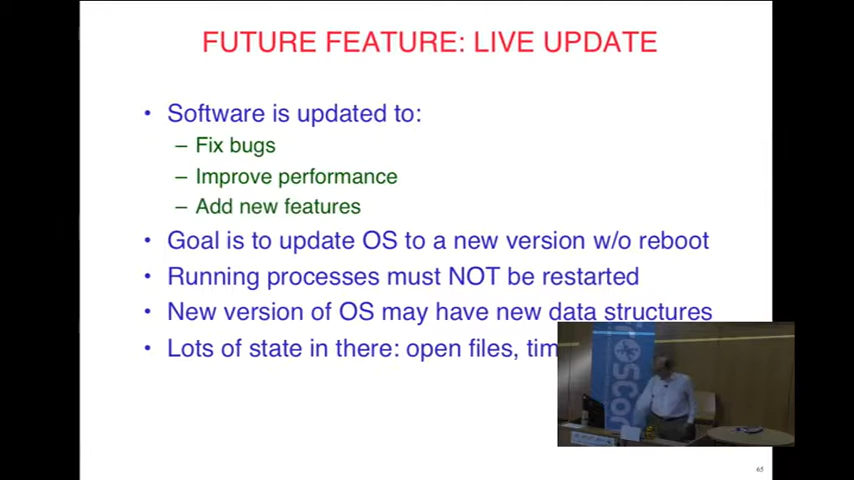 FUTURE FEATURE: LIVE UPDATE
• Software is updated to:
– Fix bugs
– Improve performance
– Add new features
• Goal is to update OS to a new version w/o reboot
• Running processes must NOT be restarted
• New version of OS may have new data structures
• Lots of state in there: open files,
65